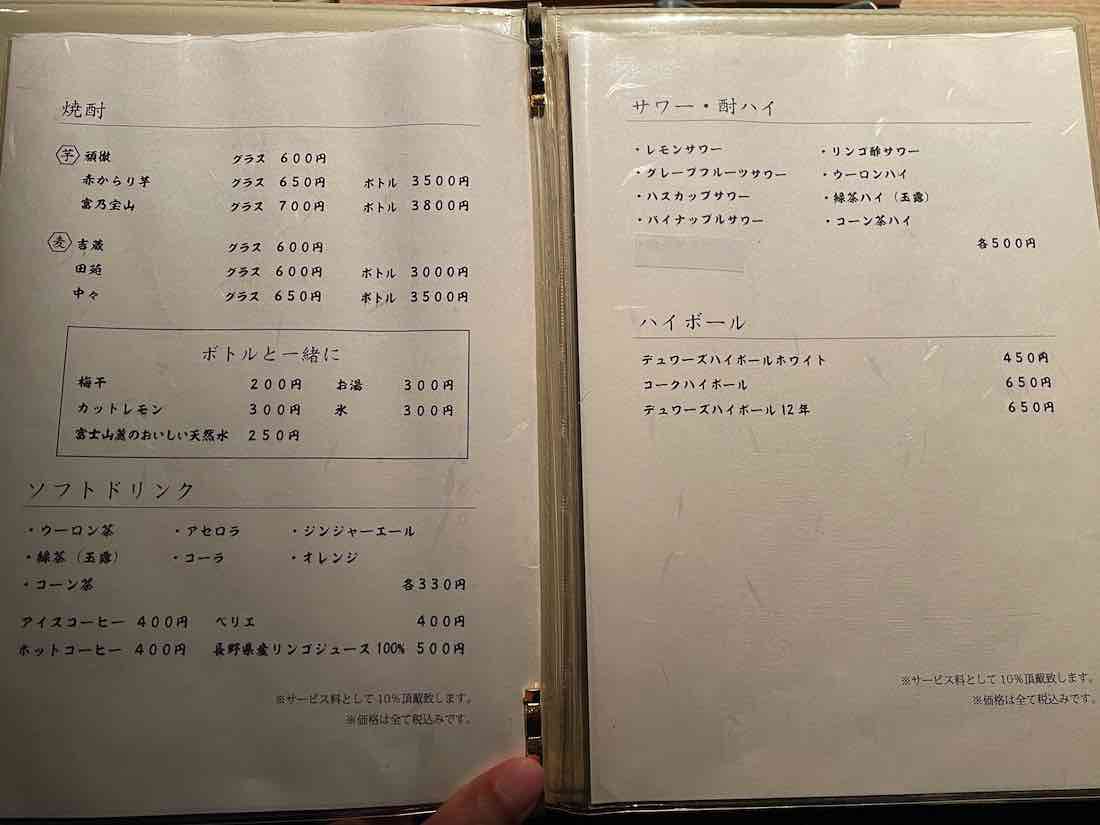 焼酎
芋 頑徹 グラス 600円
赤からり芋 グラス 650円 ボトル 3500円
富乃宝山 グラス 700円 ボトル 3800円
麦 吉蔵 グラス 600円
田苑 グラス 600円 ボトル 3000円
中々 グラス 650円 ボトル 3500円
ボトルと一緒に
梅干 200円 お湯 300円
カットレモン 300円 氷 300円
富士山麓のおいしい天然水 250円
ソフトドリンク
・ウーロン茶 ・アセロラ ・ジンジャーエール
・緑茶（玉露） ・コーラ ・オレンジ
・コーン茶 各330円
アイスコーヒー 400円 ペリエ 400円
ホットコーヒー 400円 長野県産リンゴジュース100% 500円
※サービス料として10%頂戴致します。
※価格は全て税込みです。
サワー・酎ハイ
・レモンサワー ・リンゴ酢サワー
・グレープフルーツサワー ・ウーロンハイ
・ハスカップサワー ・緑茶ハイ（玉露）
・パイナップルサワー ・コーン茶ハイ
各500円
ハイボール
デュワーズハイボールホワイト 450円
コークハイボール 650円
デュワーズハイボール12年 650円
※サービス料として10%頂戴致します。
※価格は全て税込みです。